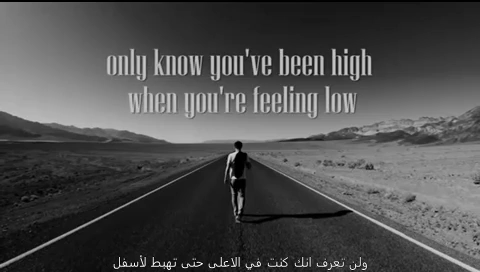 only know you've been high
when you're feeling low
ولن تعرف انك كنت في الاعلى حتى تهبط لأسفل